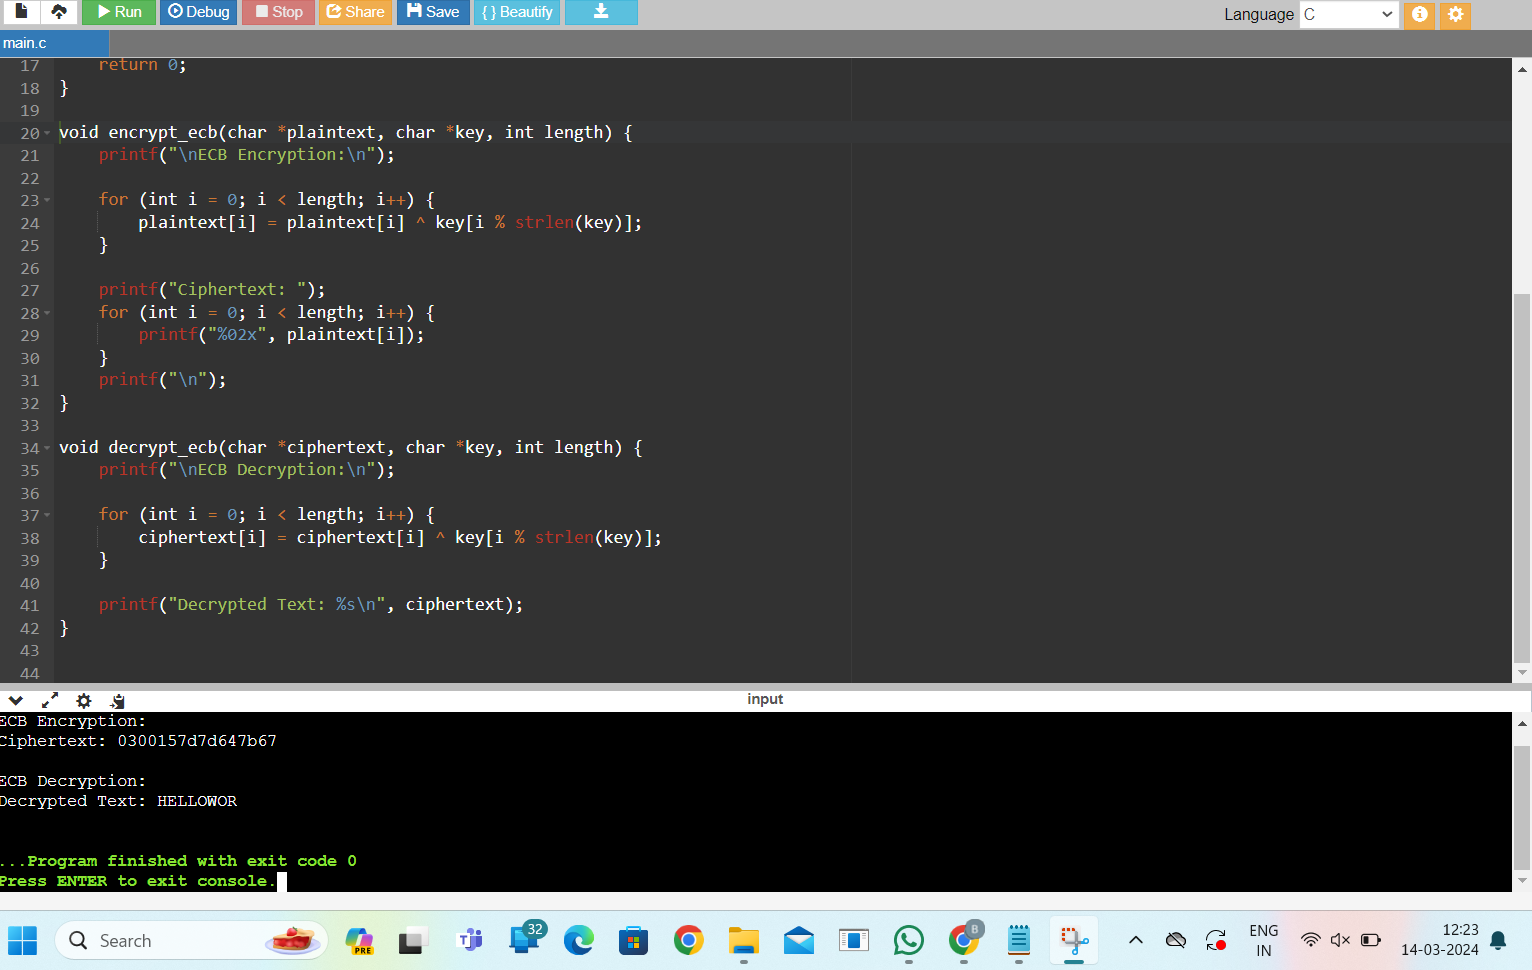 Run Debug Stop Share Save { } Beautify Language C
main.c
17 return 0;
18 }
19
20 void encrypt_ecb(char *plaintext, char *key, int length) {
21 printf("\nECB Encryption:\n");
22
23 for (int i = 0; i < length; i++) {
24 plaintext[i] = plaintext[i] ^ key[i % strlen(key)];
25 }
26
27 printf("Ciphertext: ");
28 for (int i = 0; i < length; i++) {
29 printf("%02x", plaintext[i]);
30 }
31 printf("\n");
32 }
33
34 void decrypt_ecb(char *ciphertext, char *key, int length) {
35 printf("\nECB Decryption:\n");
36
37 for (int i = 0; i < length; i++) {
38 ciphertext[i] = ciphertext[i] ^ key[i % strlen(key)];
39 }
40
41 printf("Decrypted Text: %s\n", ciphertext);
42 }
43
44
input
ECB Encryption:
Ciphertext: 0300157d7d647b67
ECB Decryption:
Decrypted Text: HELLOWOR
...Program finished with exit code 0
Press ENTER to exit console.
Search PRE 32 B ENG IN 12:23
14-03-2024